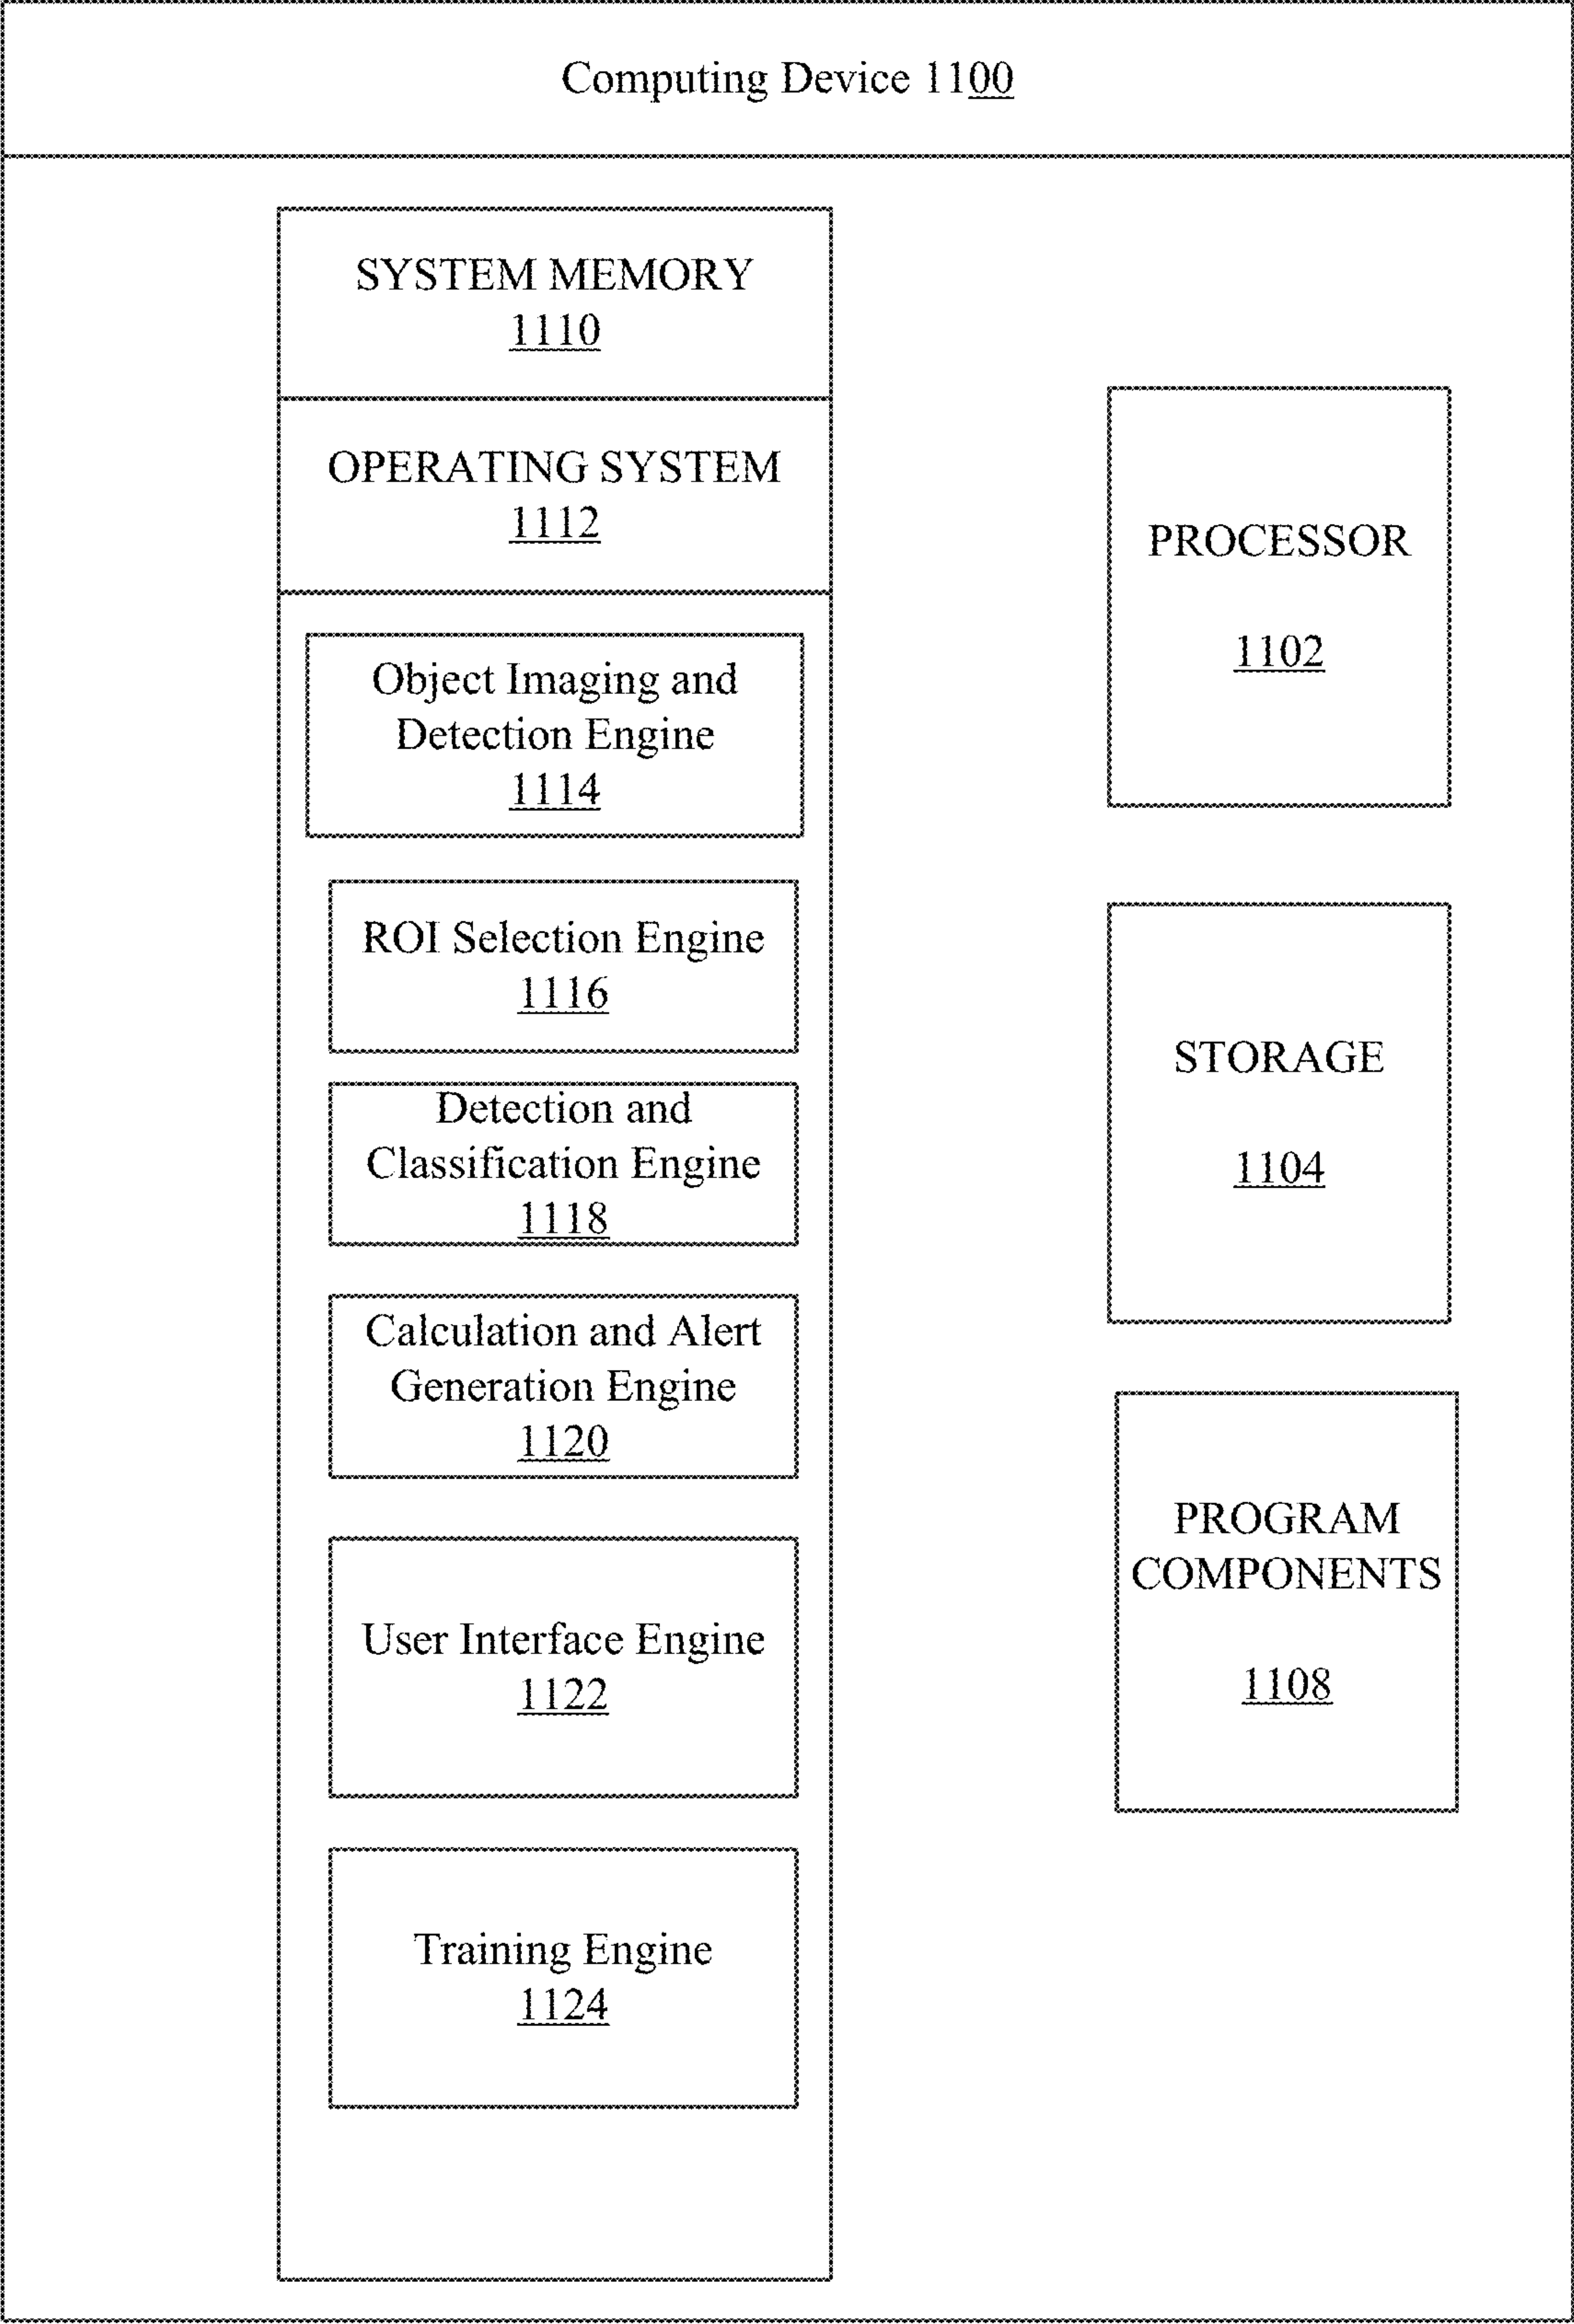 Computing Device 1100
SYSTEM MEMORY
1110
OPERATING SYSTEM
1112
Object Imaging and
Detection Engine
1114
ROI Selection Engine
1116
Detection and
Classification Engine
1118
Calculation and Alert
Generation Engine
1120
User Interface Engine
1122
Training Engine
1124
PROCESSOR
1102
STORAGE
1104
PROGRAM
COMPONENTS
1108